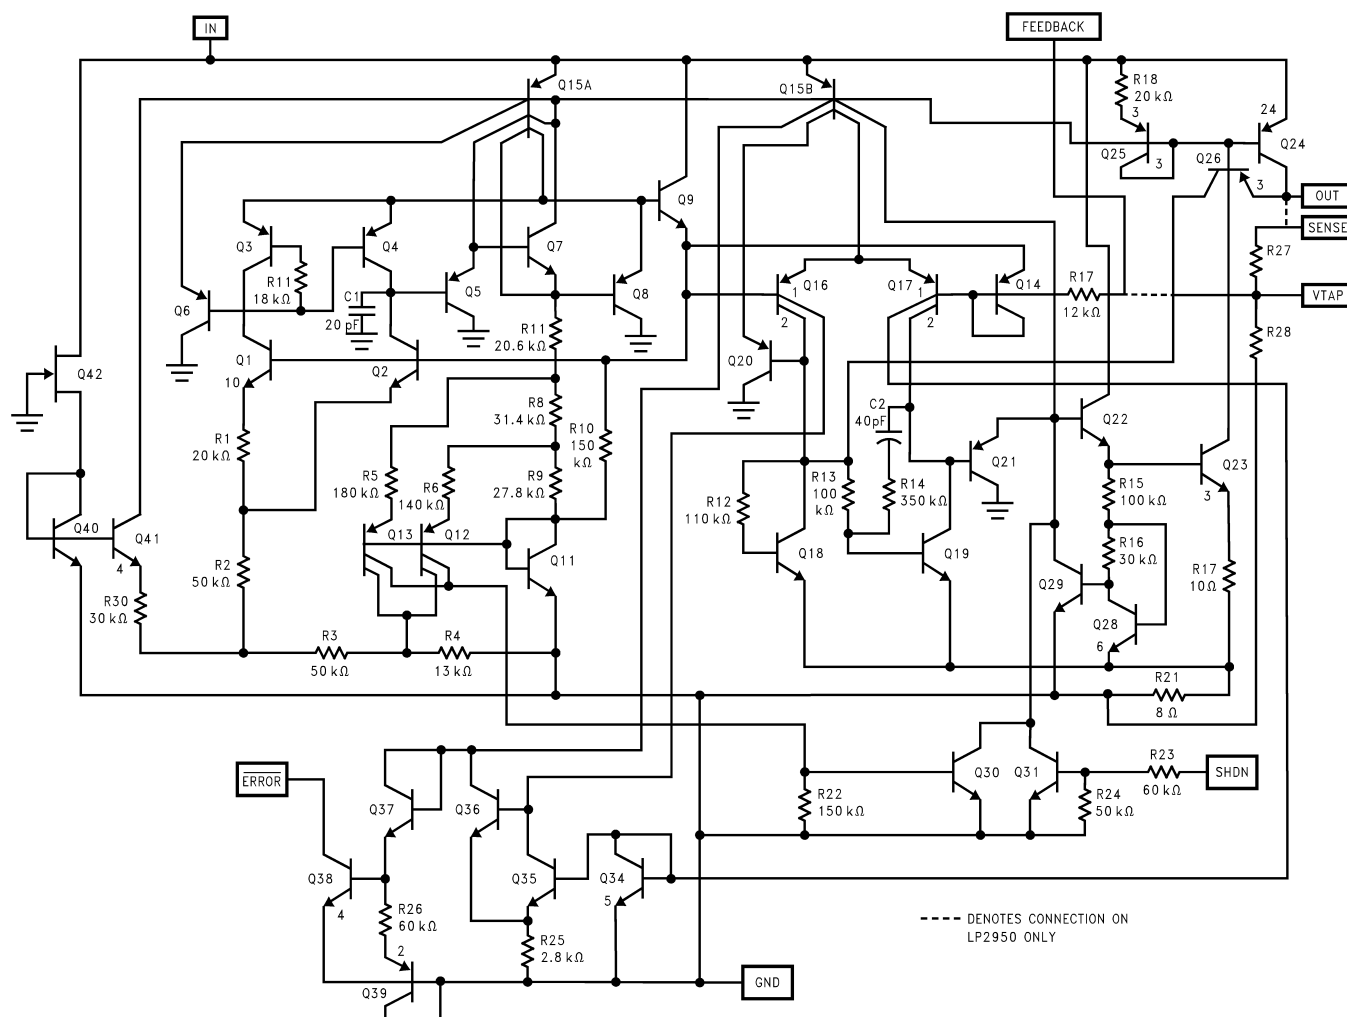 IN
FEEDBACK
Q15A
Q15B
R18
20 kΩ
3
Q25
3
24
Q24
Q26
3
OUT
SENSE
R27
VTAP
R28
Q3
R11
18 kΩ
Q4
C1
20 pF
Q5
Q6
Q7
Q8
Q9
R11
20.6 kΩ
Q16
1
2
Q17
1
2
Q14
R17
12 kΩ
Q42
Q1
10
Q2
Q20
C2
40pF
R1
20 kΩ
R8
31.4 kΩ
R10
150
kΩ
R5
180 kΩ
R6
140 kΩ
R9
27.8 kΩ
R12
110 kΩ
R13
100
kΩ
R14
350 kΩ
Q21
Q22
Q23
3
R15
100 kΩ
Q40
Q41
4
R2
50 kΩ
R30
30 kΩ
Q13
Q12
Q11
Q18
Q19
Q29
R16
30 kΩ
Q28
6
R17
10Ω
R3
50 kΩ
R4
13 kΩ
R21
8 Ω
ERROR
Q37
Q36
R22
150 kΩ
Q30
Q31
R24
50 kΩ
R23
60 kΩ
SHDN
Q38
4
Q35
Q34
5
R26
60 kΩ
2
Q39
R25
2.8 kΩ
GND
DENOTES CONNECTION ON
LP2950 ONLY